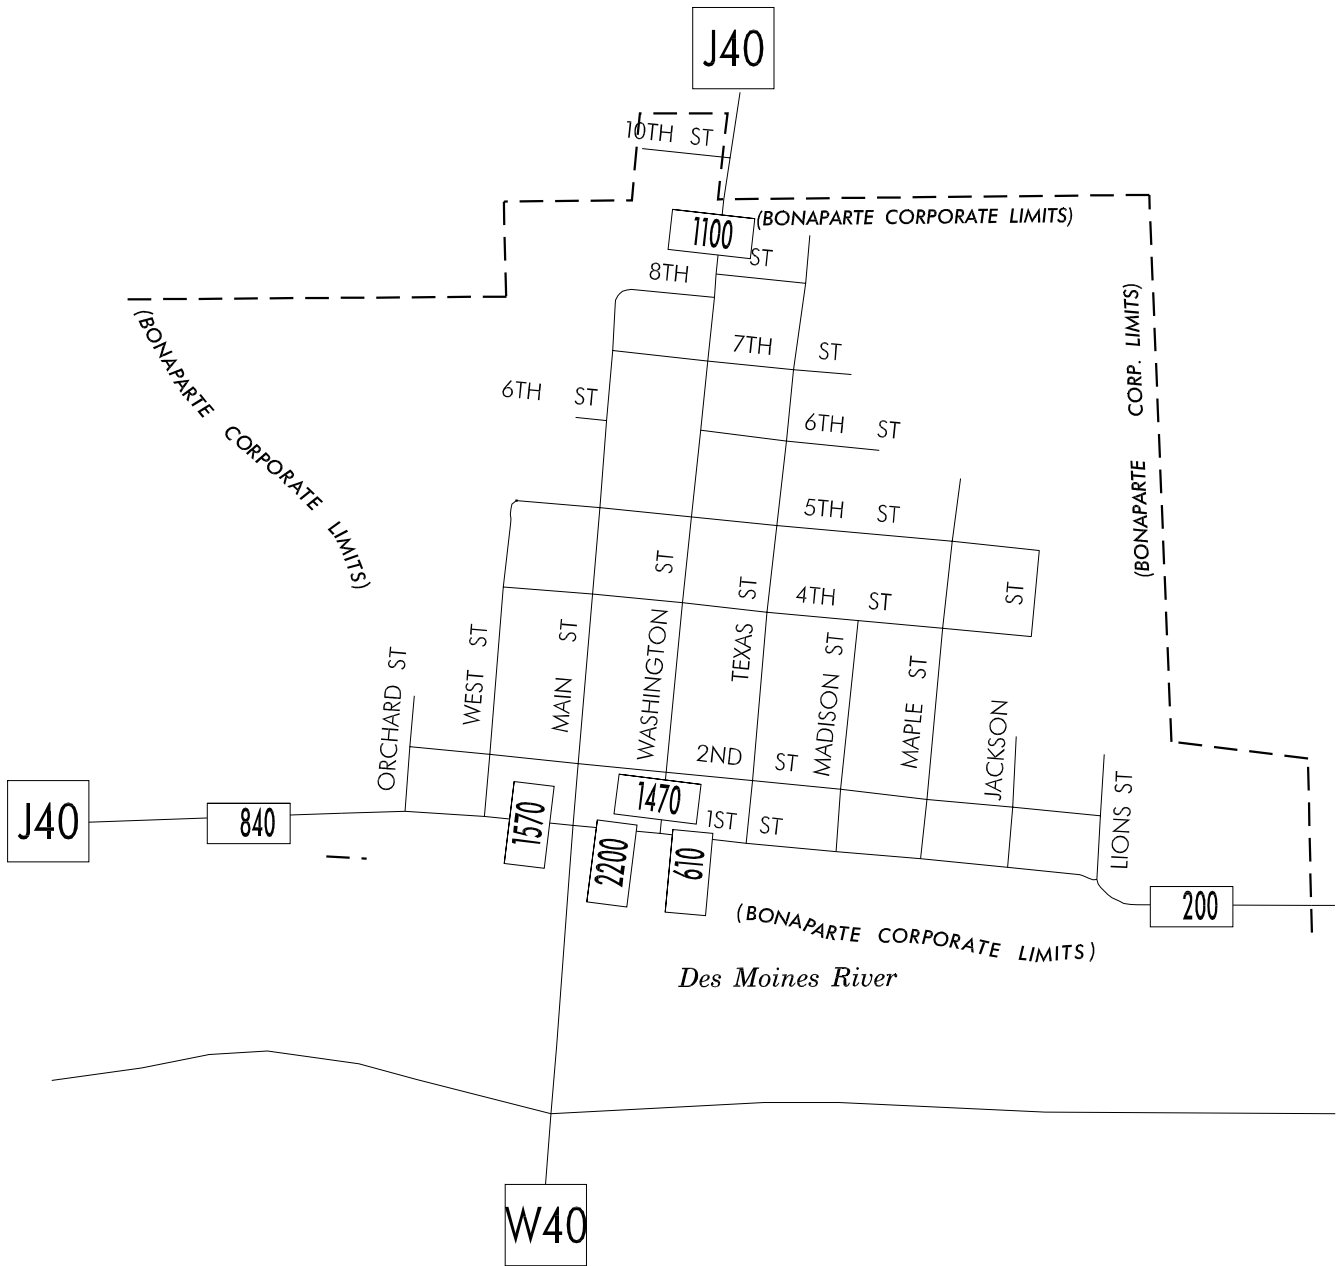 J40
10TH ST
(BONAPARTE CORPORATE LIMITS)
1100
8TH ST
(BONAPARTE CORP. LIMITS)
(BONAPARTE CORPORATE LIMITS)
7TH ST
6TH ST
6TH ST
5TH ST
4TH ST
ORCHARD ST
WEST ST
MAIN ST
WASHINGTON ST
TEXAS ST
MADISON ST
MAPLE ST
JACKSON ST
LIONS ST
2ND ST
1470
1ST ST
J40
840
1570
2200
610
200
(BONAPARTE CORPORATE LIMITS)
Des Moines River
W40